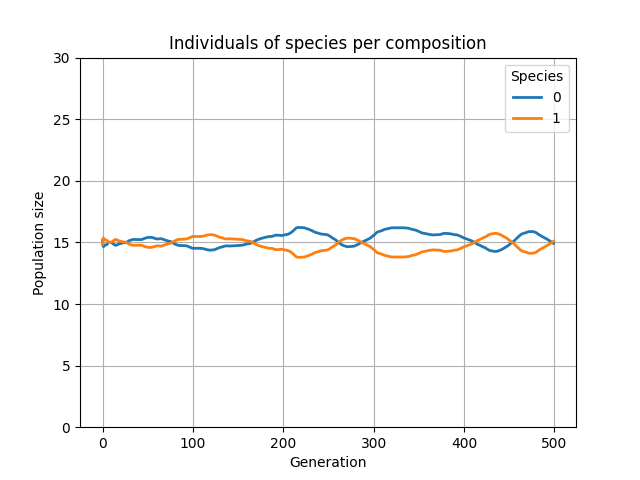 Individuals of species per composition
Species
0
1
30
25
20
15
10
5
0
Population size
0 100 200 300 400 500
Generation